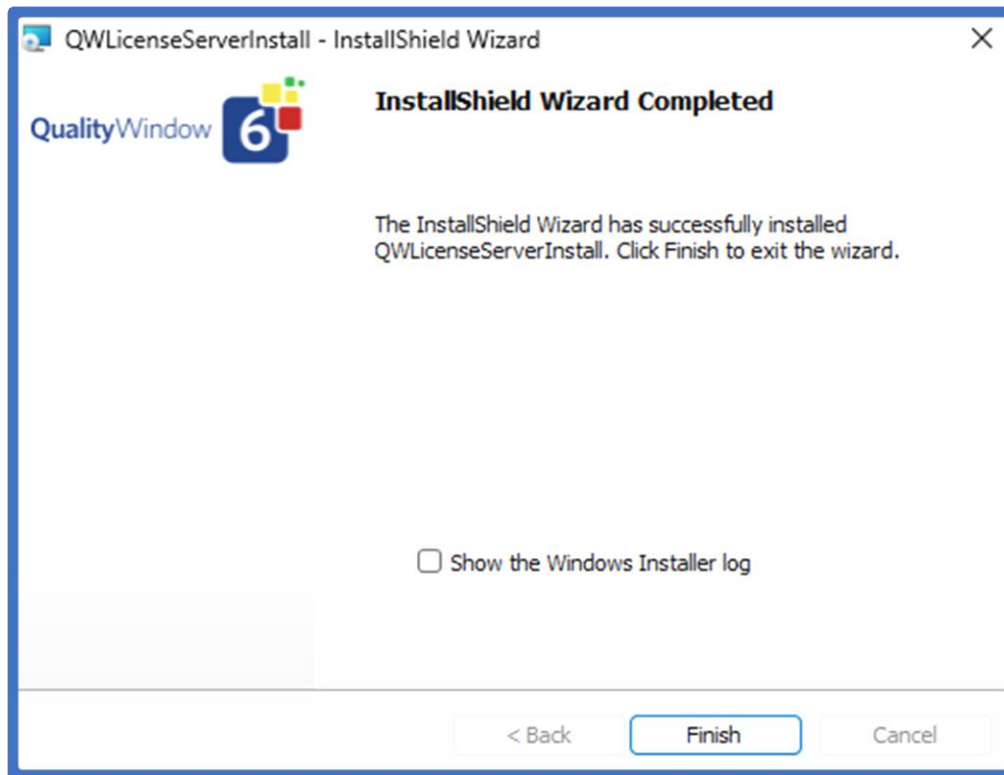 QWLicenseServerInstall - InstallShield Wizard
QualityWindow 6
InstallShield Wizard Completed
The InstallShield Wizard has successfully installed
QWLicenseServerInstall. Click Finish to exit the wizard.
Show the Windows Installer log
< Back Finish Cancel